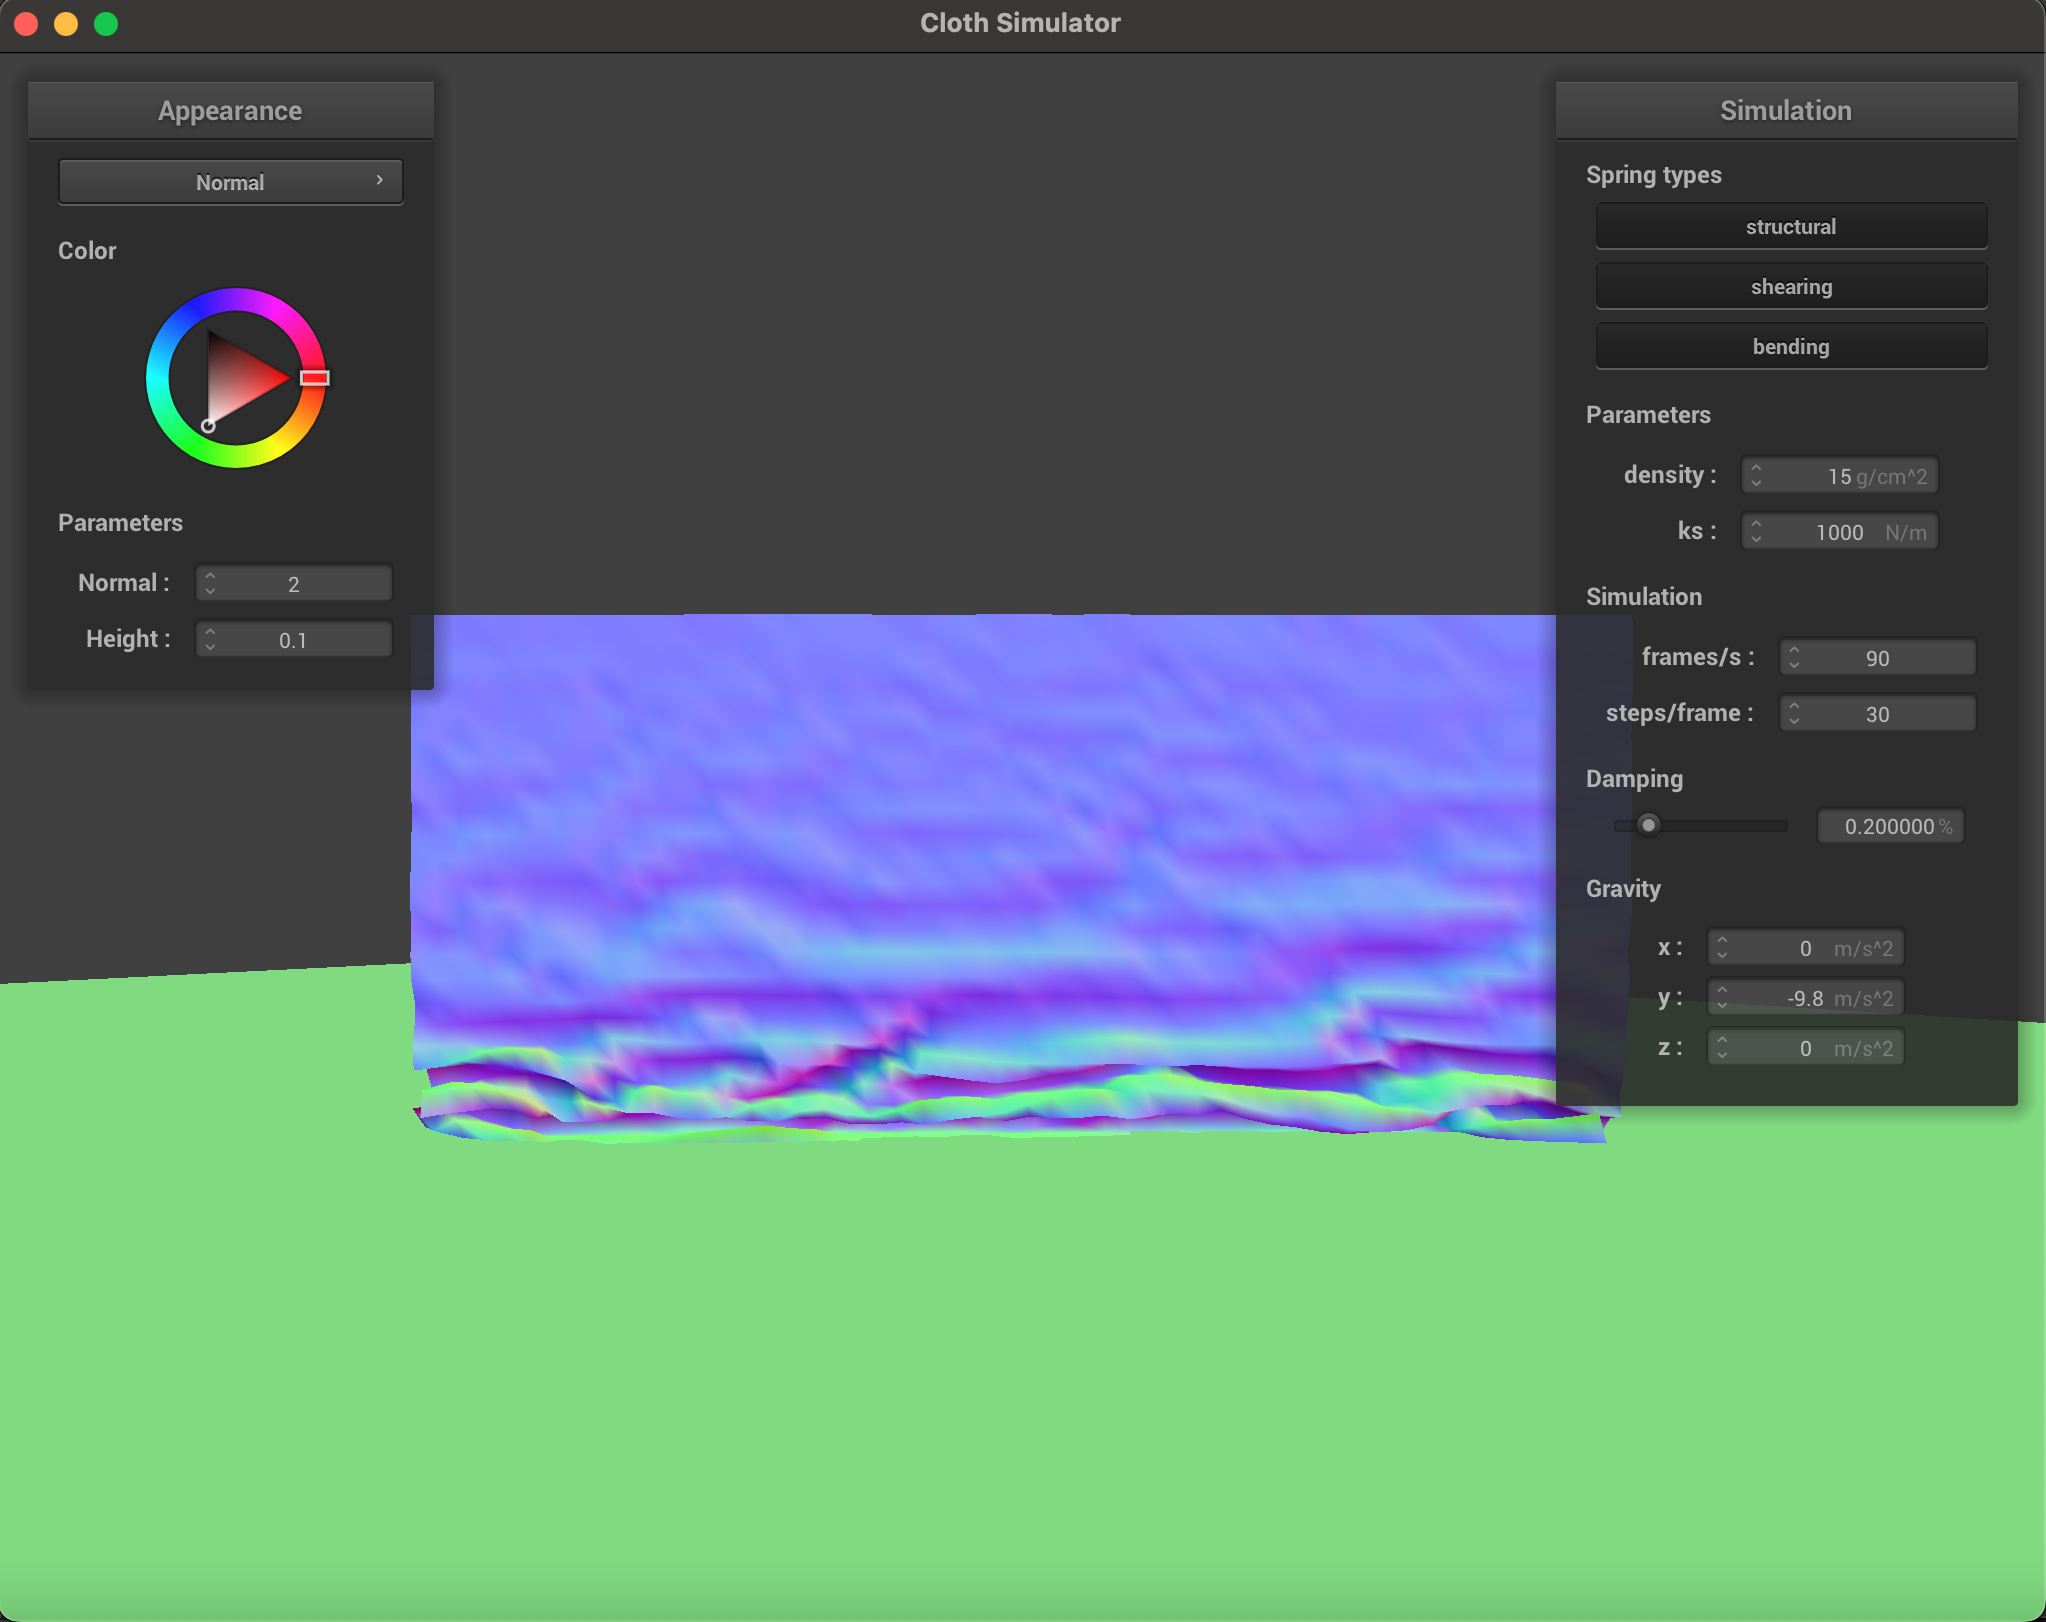 Cloth Simulator
Appearance
Normal
Color
Parameters
Normal : 2
Height : 0.1
Simulation
Spring types
structural
shearing
bending
Parameters
density : 15 g/cm^2
ks : 1000 N/m
Simulation
frames/s : 90
steps/frame : 30
Damping
0.200000 %
Gravity
x : 0 m/s^2
y : -9.8 m/s^2
z : 0 m/s^2